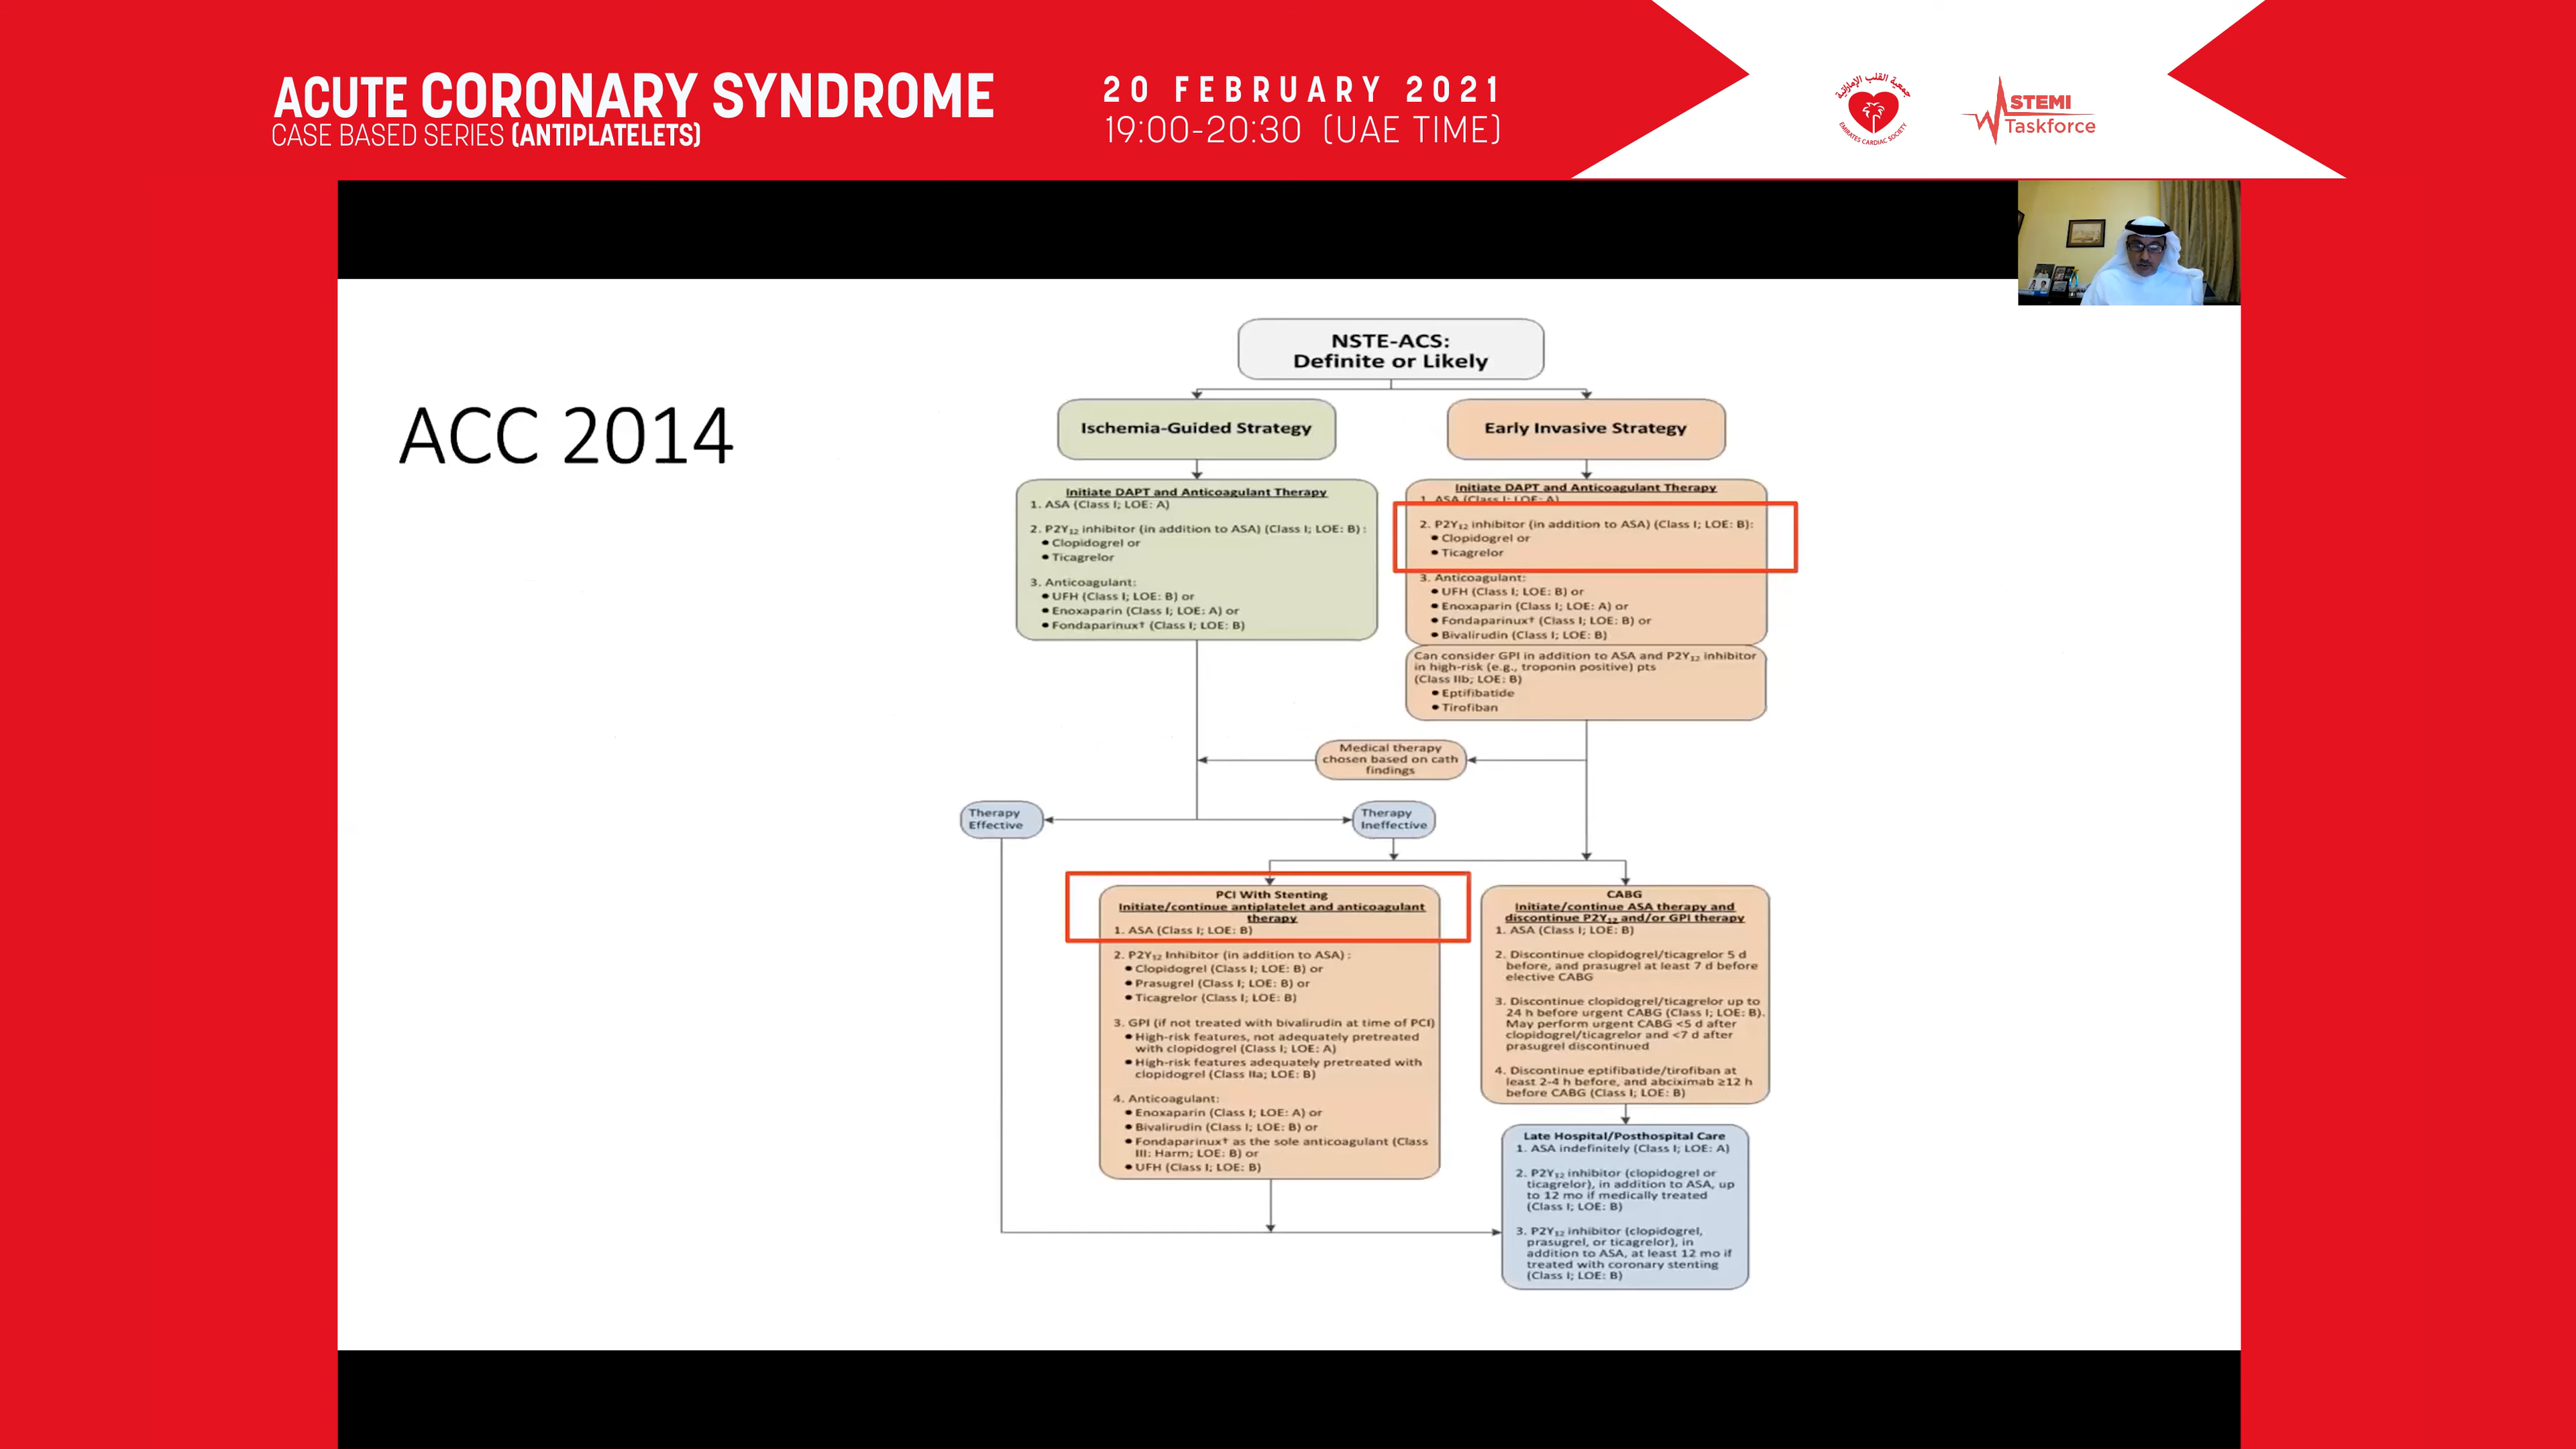 ACUTE CORONARY SYNDROME
CASE BASED SERIES (ANTIPLATELETS)
20 FEBRUARY 2021
19:00-20:30 (UAE TIME)
جمعية القلب الإماراتية
EMIRATES CARDIAC SOCIETY
STEMI
Taskforce
ACC 2014
NSTE-ACS:
Definite or Likely
Ischemia-Guided Strategy
Early Invasive Strategy
Initiate DAPT and Anticoagulant Therapy
1. ASA (Class I; LOE: A)
2. P2Y12 inhibitor (in addition to ASA) (Class I; LOE: B) :
• Clopidogrel or
• Ticagrelor
3. Anticoagulant:
• UFH (Class I; LOE: B) or
• Enoxaparin (Class I; LOE: A) or
• Fondaparinux† (Class I; LOE: B)
Initiate DAPT and Anticoagulant Therapy
1. ASA (Class I; LOE: A)
2. P2Y12 inhibitor (in addition to ASA) (Class I; LOE: B):
• Clopidogrel or
• Ticagrelor
3. Anticoagulant:
• UFH (Class I; LOE: B) or
• Enoxaparin (Class I; LOE: A) or
• Fondaparinux† (Class I; LOE: B) or
• Bivalirudin (Class I; LOE: B)
Can consider GPI in addition to ASA and P2Y12 inhibitor
in high-risk (e.g., troponin positive) pts
(Class IIb; LOE: B)
• Eptifibatide
• Tirofiban
Medical therapy
chosen based on cath
findings
Therapy
Effective
Therapy
Ineffective
PCI With Stenting
Initiate/continue antiplatelet and anticoagulant
therapy
1. ASA (Class I; LOE: B)
2. P2Y12 Inhibitor (in addition to ASA) :
• Clopidogrel (Class I; LOE: B) or
• Prasugrel (Class I; LOE: B) or
• Ticagrelor (Class I; LOE: B)
3. GPI (if not treated with bivalirudin at time of PCI)
• High-risk features, not adequately pretreated
with clopidogrel (Class I; LOE: A)
• High-risk features adequately pretreated with
clopidogrel (Class IIa; LOE: B)
4. Anticoagulant:
• Enoxaparin (Class I; LOE: A) or
• Bivalirudin (Class I; LOE: B) or
• Fondaparinux† as the sole anticoagulant (Class
III: Harm; LOE: B) or
• UFH (Class I; LOE: B)
CABG
Initiate/continue ASA therapy and
discontinue P2Y12 and/or GPI therapy
1. ASA (Class I; LOE: B)
2. Discontinue clopidogrel/ticagrelor 5 d
before, and prasugrel at least 7 d before
elective CABG
3. Discontinue clopidogrel/ticagrelor up to
24 h before urgent CABG (Class I; LOE: B).
May perform urgent CABG <5 d after
clopidogrel/ticagrelor and <7 d after
prasugrel discontinued
4. Discontinue eptifibatide/tirofiban at
least 2-4 h before, and abciximab ≥12 h
before CABG (Class I; LOE: B)
Late Hospital/Posthospital Care
1. ASA indefinitely (Class I; LOE: A)
2. P2Y12 inhibitor (clopidogrel or
ticagrelor), in addition to ASA, up
to 12 mo if medically treated
(Class I; LOE: B)
3. P2Y12 inhibitor (clopidogrel,
prasugrel, or ticagrelor), in
addition to ASA, at least 12 mo if
treated with coronary stenting
(Class I; LOE: B)